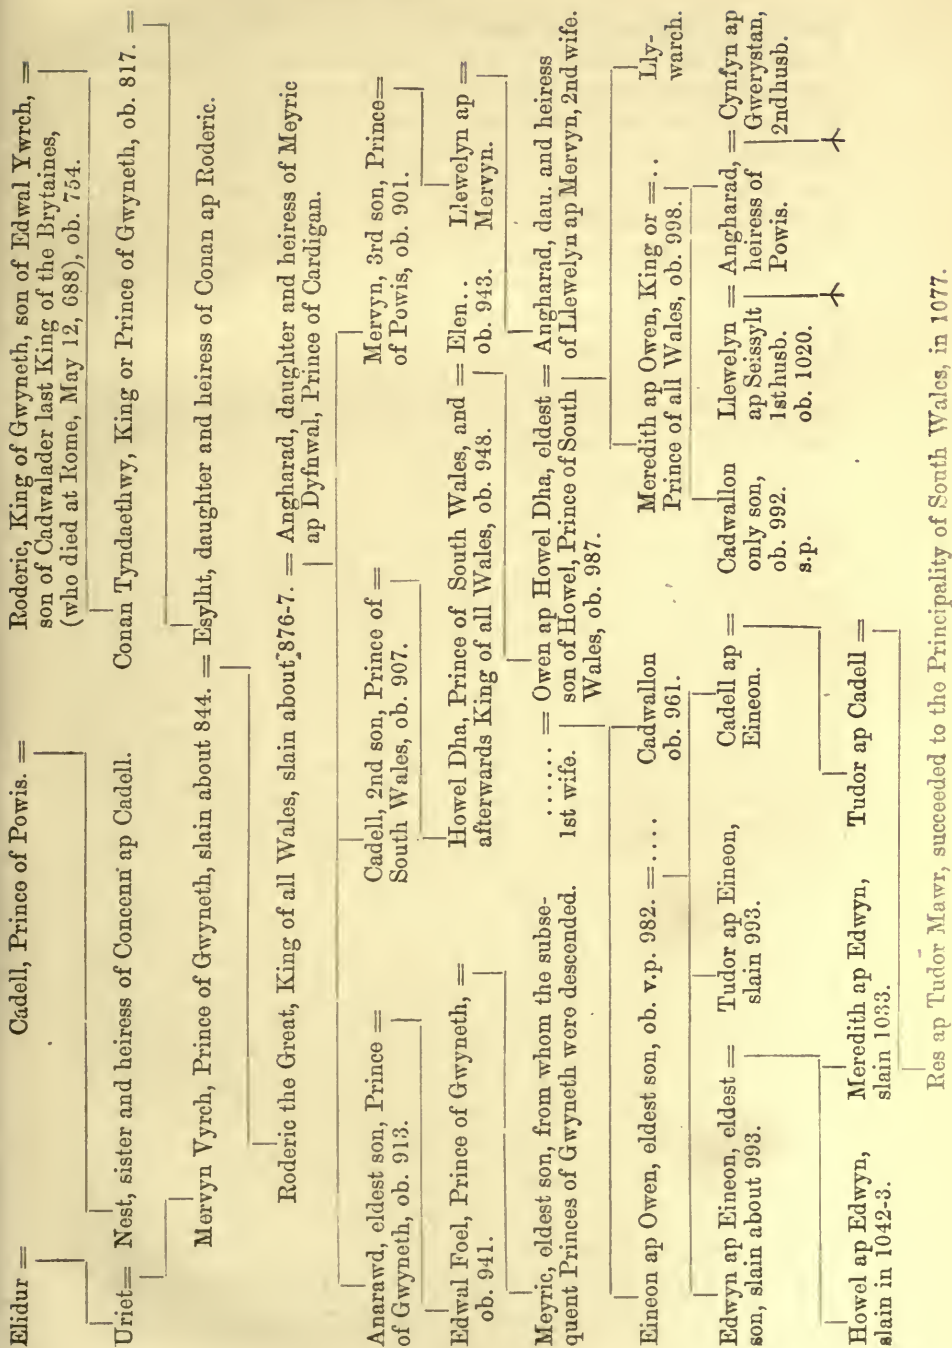 Elidur =
Cadell, Prince of Powis. =
Roderic, King of Gwyneth, son of Edwal Ywrch, =
son of Cadwalader last King of the Brytaines,
(who died at Rome, May 12, 688), ob. 754.
Uriet = Nest, sister and heiress of Concenn ap Cadell.
Conan Tyndaethwy, King or Prince of Gwyneth, ob. 817. =
Mervyn Vyrch, Prince of Gwyneth, slain about 844. = Esylht, daughter and heiress of Conan ap Roderic.
Roderic the Great, King of all Wales, slain about 876-7. = Angharad, daughter and heiress of Meyric
ap Dyfnwal, Prince of Cardigan.
Anarawd, eldest son, Prince =
of Gwyneth, ob. 913.
Cadell, 2nd son, Prince of =
South Wales, ob. 907.
Mervyn, 3rd son, Prince =
of Powis, ob. 901.
Edwal Foel, Prince of Gwyneth, =
ob. 941.
Howel Dha, Prince of South Wales, and = Elen..
afterwards King of all Wales, ob. 948. ob. 943.
Llewelyn ap =
Mervyn.
Meyric, eldest son, from whom the subse-
quent Princes of Gwyneth were descended.
...... = Owen ap Howel Dha, eldest = Angharad, dau. and heiress
1st wife. son of Howel, Prince of South of Llewelyn ap Mervyn, 2nd wife.
Wales, ob. 987.
Eineon ap Owen, eldest son, ob. v.p. 982. =....
Cadwallon
ob. 961.
Meredith ap Owen, King or =..
Prince of all Wales, ob. 998.
Lly-
warch.
Edwyn ap Eineon, eldest =
son, slain about 993.
Tudor ap Eineon,
slain 993.
Cadell ap =
Eineon.
Cadwallon
only son,
ob. 992.
s.p.
Llewelyn = Angharad, = Cynfyn ap
ap Seissylt heiress of Gwerystan,
1st husb. Powis. 2nd husb.
ob. 1020.
Howel ap Edwyn,
slain in 1042-3.
Meredith ap Edwyn,
slain 1033.
Tudor ap Cadell =
Res ap Tudor Mawr, succeeded to the Principality of South Wales, in 1077.